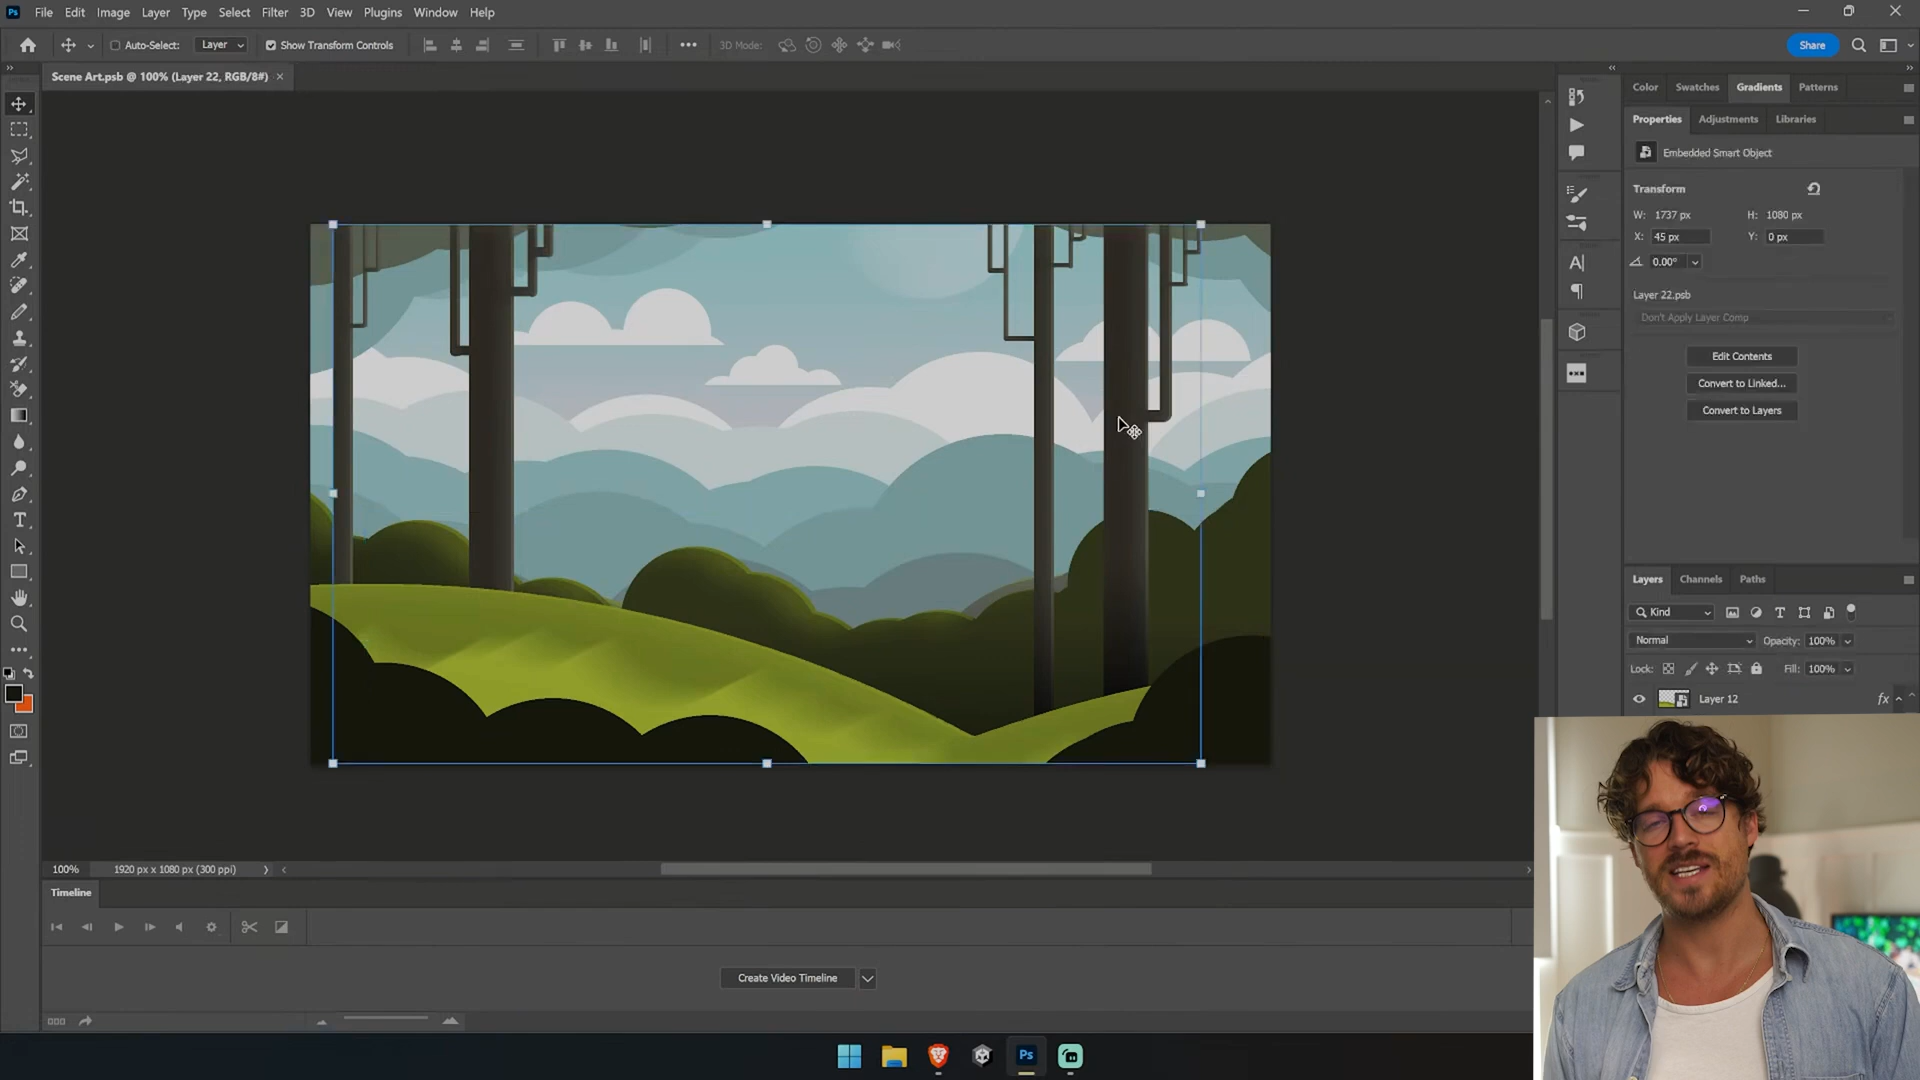 Ps File Edit Image Layer Type Select Filter 3D View Plugins Window Help
Auto-Select: Layer Show Transform Controls 3D Mode: Share
Scene Art.psb @ 100% (Layer 22, RGB/8#) ×
Color Swatches Gradients Patterns
Properties Adjustments Libraries
Embedded Smart Object
Transform
W: 1737 px H: 1080 px
X: 45 px Y: 0 px
0.00°
Layer 22.psb
Don't Apply Layer Comp
Edit Contents
Convert to Linked...
Convert to Layers
Layers Channels Paths
Kind
Normal Opacity: 100%
Lock: Fill: 100%
Layer 12 fx
100% 1920 px x 1080 px (300 ppi)
Timeline
Create Video Timeline
Ps